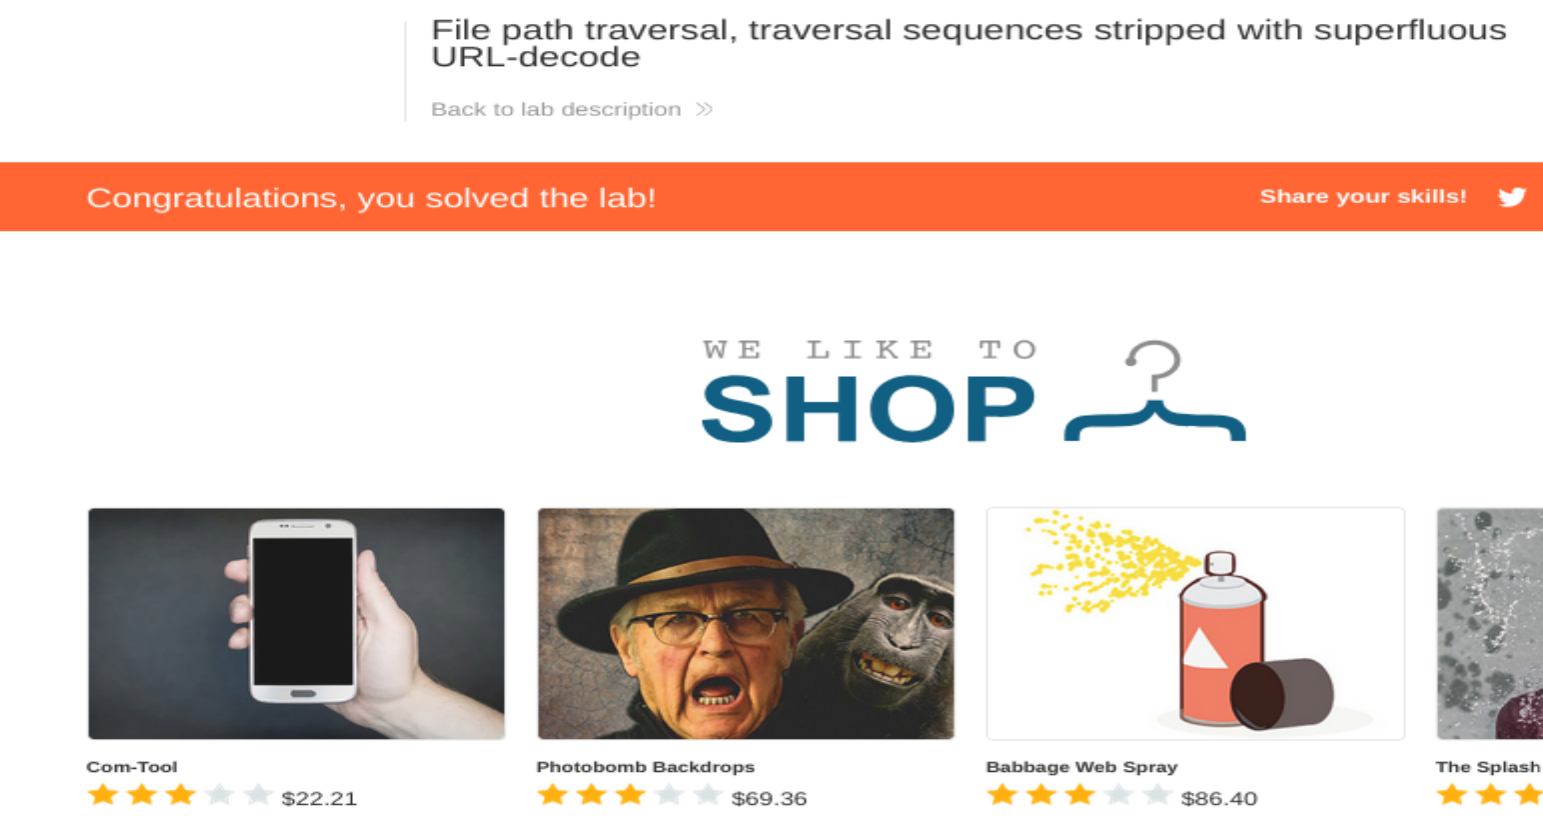 File path traversal, traversal sequences stripped with superfluous
URL-decode
Back to lab description
Congratulations, you solved the lab!
Share your skills!
WE LIKE TO
SHOP
Com-Tool
$22.21
Photobomb Backdrops
$69.36
Babbage Web Spray
$86.40
The Splash